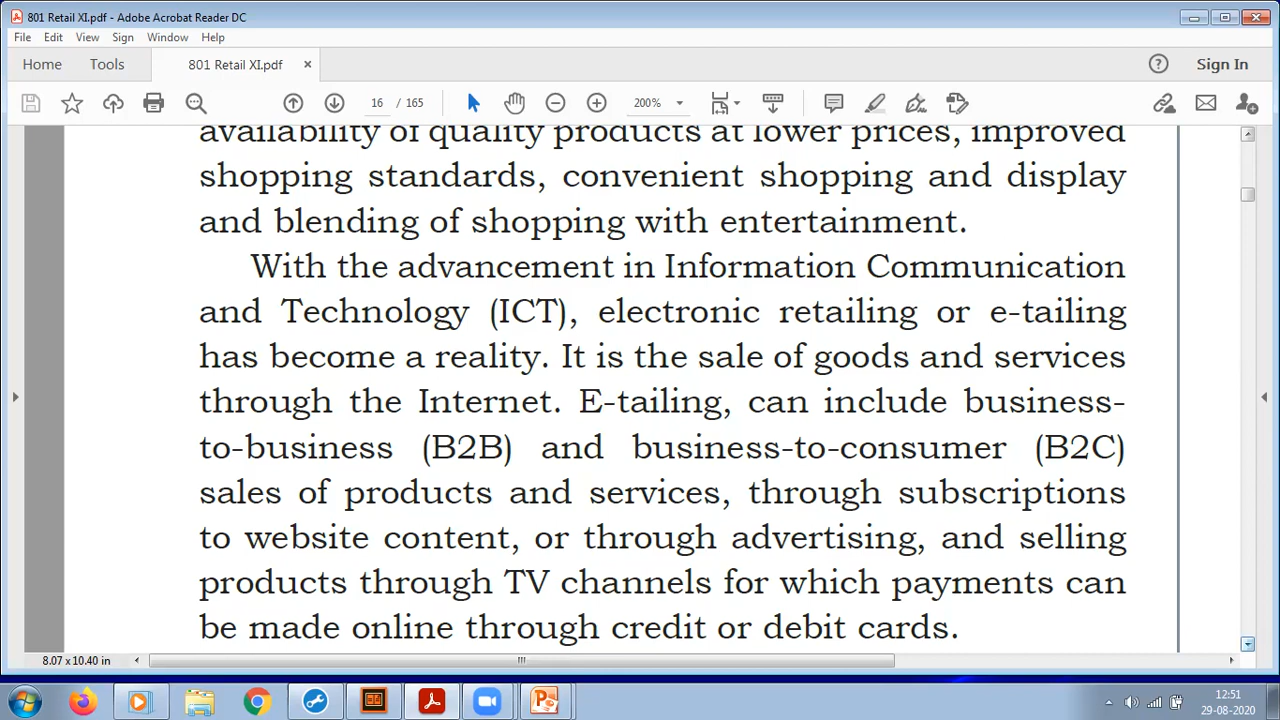 801 Retail XI.pdf - Adobe Acrobat Reader DC
File Edit View Sign Window Help
Home Tools 801 Retail XI.pdf × Sign In
16 / 165 200%
availability of quality products at lower prices, improved
shopping standards, convenient shopping and display
and blending of shopping with entertainment.
With the advancement in Information Communication
and Technology (ICT), electronic retailing or e-tailing
has become a reality. It is the sale of goods and services
through the Internet. E-tailing, can include business-
to-business (B2B) and business-to-consumer (B2C)
sales of products and services, through subscriptions
to website content, or through advertising, and selling
products through TV channels for which payments can
be made online through credit or debit cards.
8.07 x 10.40 in
12:51
29-08-2020